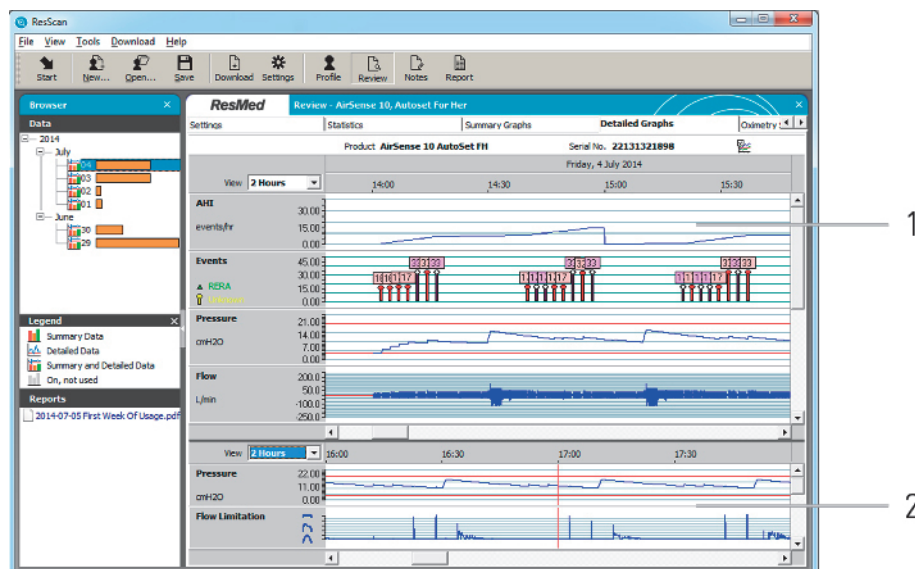 ResScan
File View Tools Download Help
Start New... Open... Save Download Settings Profile Review Notes Report
Browser ×
Data
2014
July
04
03
02
01
June
30
29
Legend X
Summary Data
Detailed Data
Summary and Detailed Data
On, not used
Reports
2014-07-05 First Week Of Usage.pdf
ResMed Review - AirSense 10, Autoset For Her ×
Settings Statistics Summary Graphs Detailed Graphs Oximetry
Product AirSense 10 AutoSet FH Serial No. 22131321898
Friday, 4 July 2014
View 2 Hours 14:00 14:30 15:00 15:30
AHI
events/hr
30.00
15.00
0.00
1
Events
RERA
Unknown
45.00
30.00
15.00
0.00
Pressure
cmH2O
21.00
14.00
7.00
0.00
Flow
L/min
200.0
50.0
-100.0
-250.0
View 2 Hours 16:00 16:30 17:00 17:30
Pressure
cmH2O
22.00
11.00
0.00
2
Flow Limitation